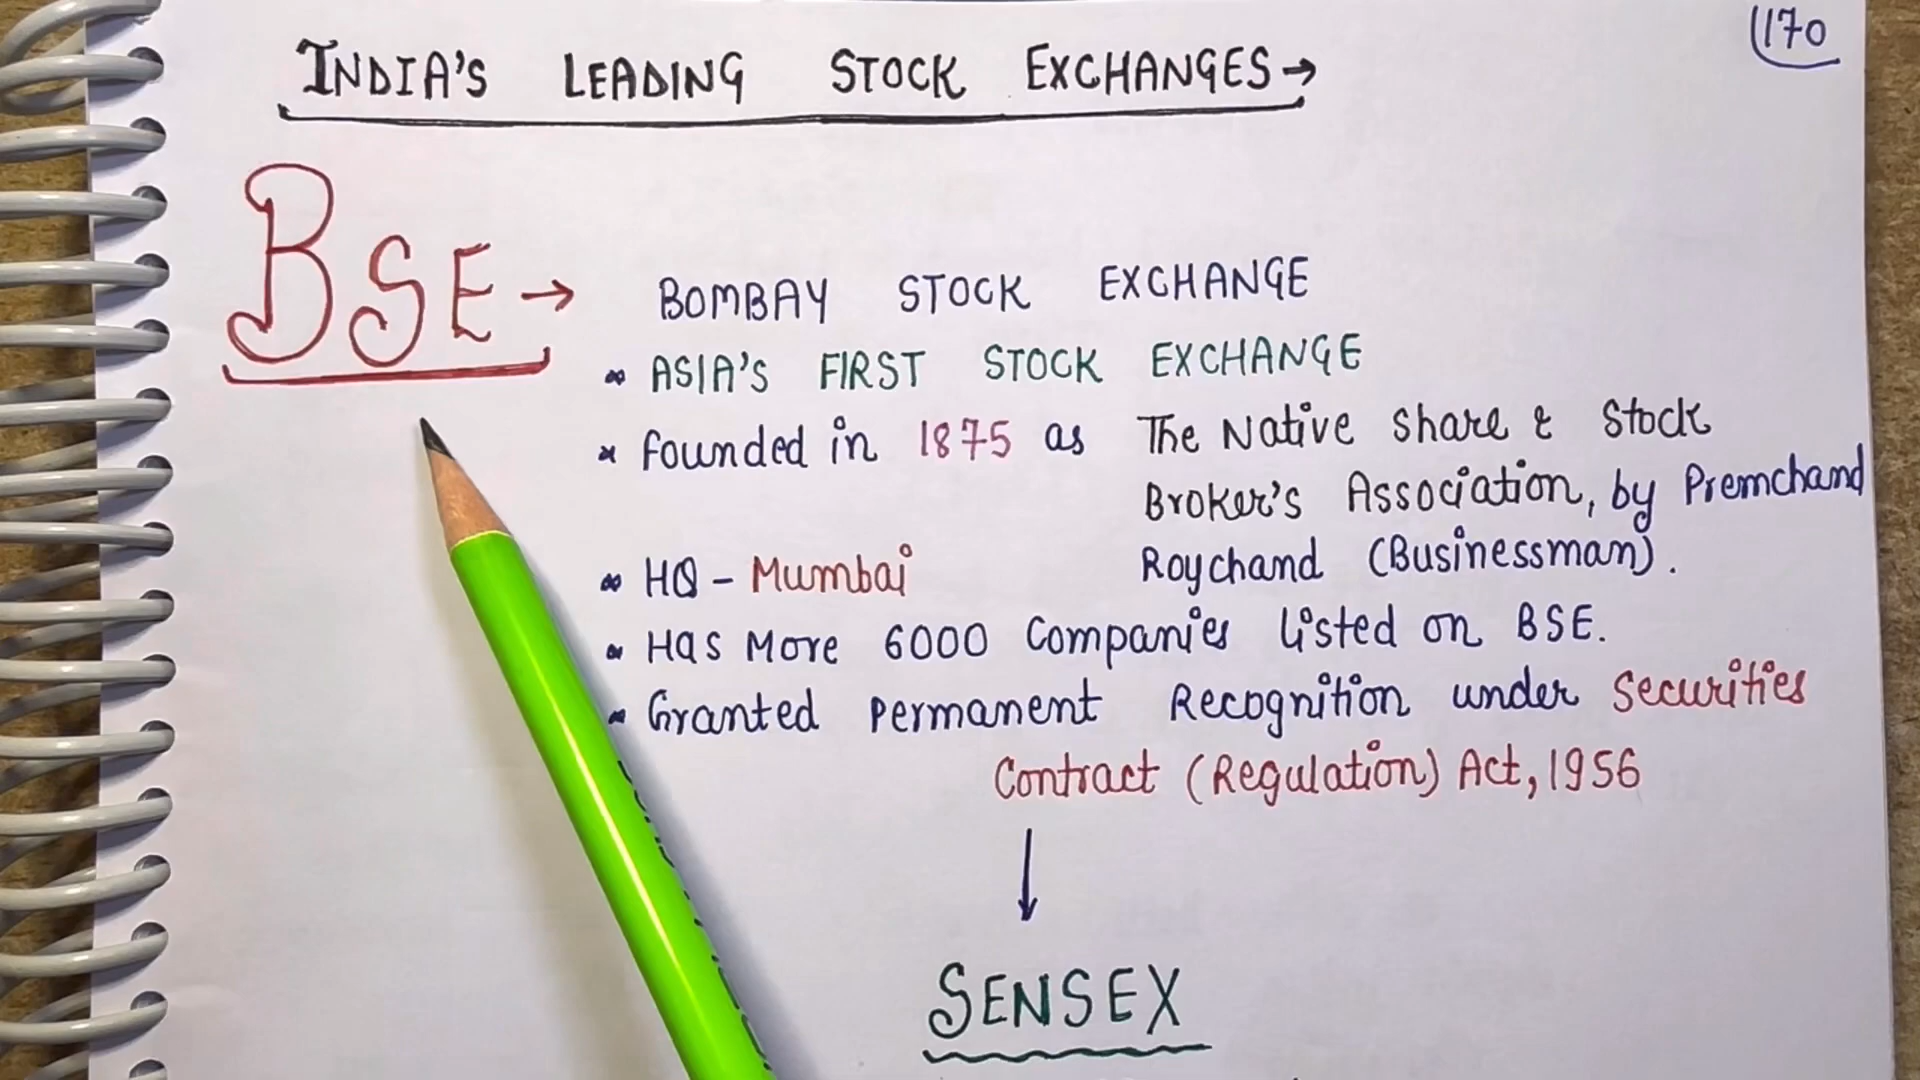 170
INDIA'S LEADING STOCK EXCHANGES →
BSE → BOMBAY STOCK EXCHANGE
ASIA'S FIRST STOCK EXCHANGE
founded in 1875 as The Native Share & Stock
Broker's Association, by Premchand
Roychand (Businessman).
HQ - Mumbai
Has More 6000 Companies listed on BSE.
Granted permanent Recognition under Securities
Contract (Regulation) Act, 1956
↓
SENSEX